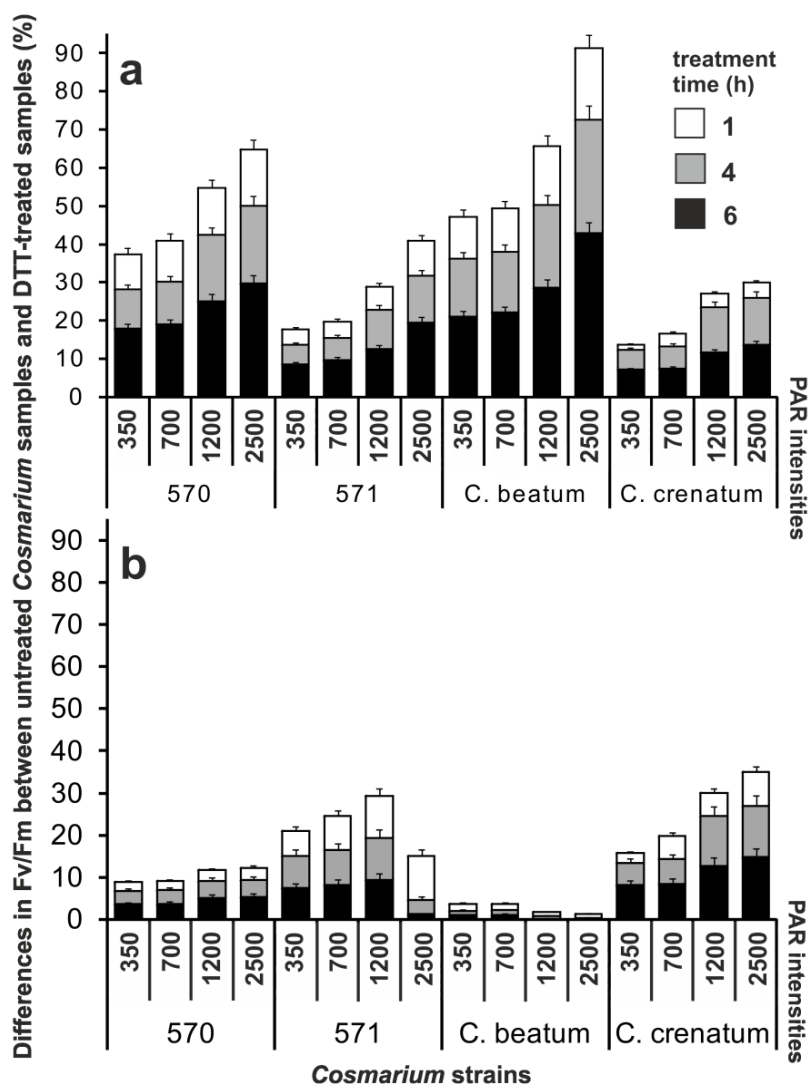 Differences in Fv/Fm between untreated Cosmarium samples and DTT-treated samples (%)
a
treatment
time (h)
1
4
6
90
80
70
60
50
40
30
20
10
0
350 700 1200 2500 350 700 1200 2500 350 700 1200 2500 350 700 1200 2500
570 571 C. beatum C. crenatum
PAR intensities
b
90
80
70
60
50
40
30
20
10
0
350 700 1200 2500 350 700 1200 2500 350 700 1200 2500 350 700 1200 2500
570 571 C. beatum C. crenatum
PAR intensities
Cosmarium strains